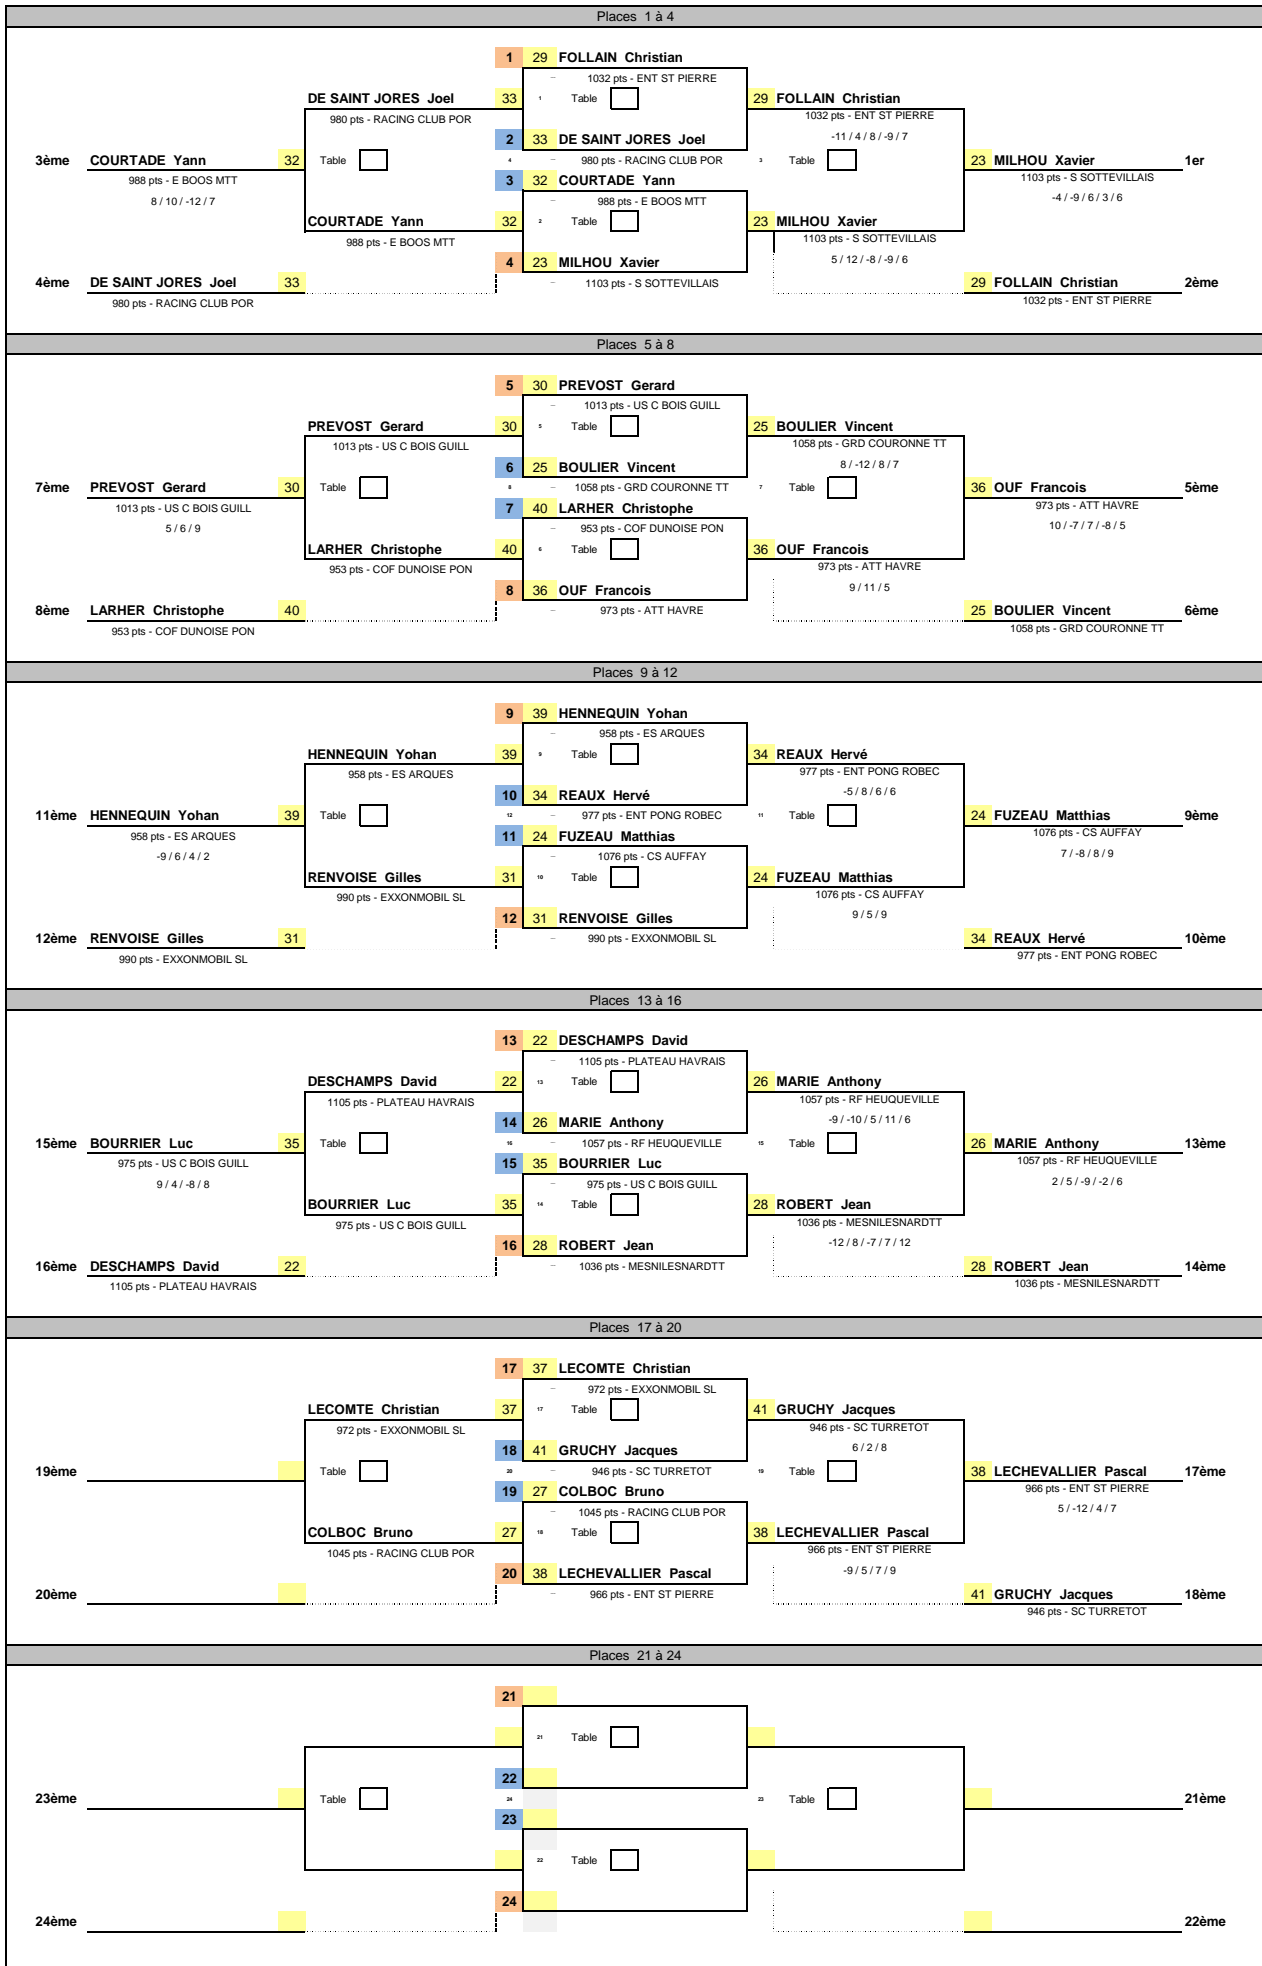 Places 1 à 4
1 29 FOLLAIN Christian
1032 pts - ENT ST PIERRE
DE SAINT JORES Joel 33 1 Table 29 FOLLAIN Christian
980 pts - RACING CLUB POR 1032 pts - ENT ST PIERRE
-11 / 4 / 8 / -9 / 7
2 33 DE SAINT JORES Joel
3ème COURTADE Yann 32 Table 4 980 pts - RACING CLUB POR 3 Table 23 MILHOU Xavier 1er
988 pts - E BOOS MTT 3 32 COURTADE Yann 1103 pts - S SOTTEVILLAIS
8 / 10 / -12 / 7 988 pts - E BOOS MTT -4 / -9 / 6 / 3 / 6
COURTADE Yann 32 2 Table 23 MILHOU Xavier
988 pts - E BOOS MTT 1103 pts - S SOTTEVILLAIS
4 23 MILHOU Xavier 5 / 12 / -8 / -9 / 6
4ème DE SAINT JORES Joel 33 1103 pts - S SOTTEVILLAIS 29 FOLLAIN Christian 2ème
980 pts - RACING CLUB POR 1032 pts - ENT ST PIERRE
Places 5 à 8
5 30 PREVOST Gerard
1013 pts - US C BOIS GUILL
PREVOST Gerard 30 5 Table 25 BOULIER Vincent
1013 pts - US C BOIS GUILL 1058 pts - GRD COURONNE TT
6 25 BOULIER Vincent 8 / -12 / 8 / 7
7ème PREVOST Gerard 30 Table 8 1058 pts - GRD COURONNE TT 7 Table 36 OUF Francois 5ème
1013 pts - US C BOIS GUILL 7 40 LARHER Christophe 973 pts - ATT HAVRE
5 / 6 / 9 953 pts - COF DUNOISE PON 10 / -7 / 7 / -8 / 5
LARHER Christophe 40 6 Table 36 OUF Francois
953 pts - COF DUNOISE PON 973 pts - ATT HAVRE
8 36 OUF Francois 9 / 11 / 5
8ème LARHER Christophe 40 973 pts - ATT HAVRE 25 BOULIER Vincent 6ème
953 pts - COF DUNOISE PON 1058 pts - GRD COURONNE TT
Places 9 à 12
9 39 HENNEQUIN Yohan
958 pts - ES ARQUES
HENNEQUIN Yohan 39 9 Table 34 REAUX Hervé
958 pts - ES ARQUES 977 pts - ENT PONG ROBEC
10 34 REAUX Hervé -5 / 8 / 6 / 6
11ème HENNEQUIN Yohan 39 Table 12 977 pts - ENT PONG ROBEC 11 Table 24 FUZEAU Matthias 9ème
958 pts - ES ARQUES 11 24 FUZEAU Matthias 1076 pts - CS AUFFAY
-9 / 6 / 4 / 2 1076 pts - CS AUFFAY 7 / -8 / 8 / 9
RENVOISE Gilles 31 10 Table 24 FUZEAU Matthias
990 pts - EXXONMOBIL SL 1076 pts - CS AUFFAY
12 31 RENVOISE Gilles 9 / 5 / 9
12ème RENVOISE Gilles 31 990 pts - EXXONMOBIL SL 34 REAUX Hervé 10ème
990 pts - EXXONMOBIL SL 977 pts - ENT PONG ROBEC
Places 13 à 16
13 22 DESCHAMPS David
1105 pts - PLATEAU HAVRAIS
DESCHAMPS David 22 13 Table 26 MARIE Anthony
1105 pts - PLATEAU HAVRAIS 1057 pts - RF HEUQUEVILLE
14 26 MARIE Anthony -9 / -10 / 5 / 11 / 6
15ème BOURRIER Luc 35 Table 16 1057 pts - RF HEUQUEVILLE 15 Table 26 MARIE Anthony 13ème
975 pts - US C BOIS GUILL 15 35 BOURRIER Luc 1057 pts - RF HEUQUEVILLE
9 / 4 / -8 / 8 975 pts - US C BOIS GUILL 2 / 5 / -9 / -2 / 6
BOURRIER Luc 35 14 Table 28 ROBERT Jean
975 pts - US C BOIS GUILL 1036 pts - MESNILESNARDTT
16 28 ROBERT Jean -12 / 8 / -7 / 7 / 12
16ème DESCHAMPS David 22 1036 pts - MESNILESNARDTT 28 ROBERT Jean 14ème
1105 pts - PLATEAU HAVRAIS 1036 pts - MESNILESNARDTT
Places 17 à 20
17 37 LECOMTE Christian
972 pts - EXXONMOBIL SL
LECOMTE Christian 37 17 Table 41 GRUCHY Jacques
972 pts - EXXONMOBIL SL 946 pts - SC TURRETOT
18 41 GRUCHY Jacques 6 / 2 / 8
19ème Table 20 946 pts - SC TURRETOT 19 Table 38 LECHEVALLIER Pascal 17ème
19 27 COLBOC Bruno 966 pts - ENT ST PIERRE
1045 pts - RACING CLUB POR 5 / -12 / 4 / 7
COLBOC Bruno 27 18 Table 38 LECHEVALLIER Pascal
1045 pts - RACING CLUB POR 966 pts - ENT ST PIERRE
20 38 LECHEVALLIER Pascal -9 / 5 / 7 / 9
20ème 966 pts - ENT ST PIERRE 41 GRUCHY Jacques 18ème
946 pts - SC TURRETOT
Places 21 à 24
21
21 Table
22
23ème Table 24 23 Table 21ème
23
22 Table
24
24ème 22ème